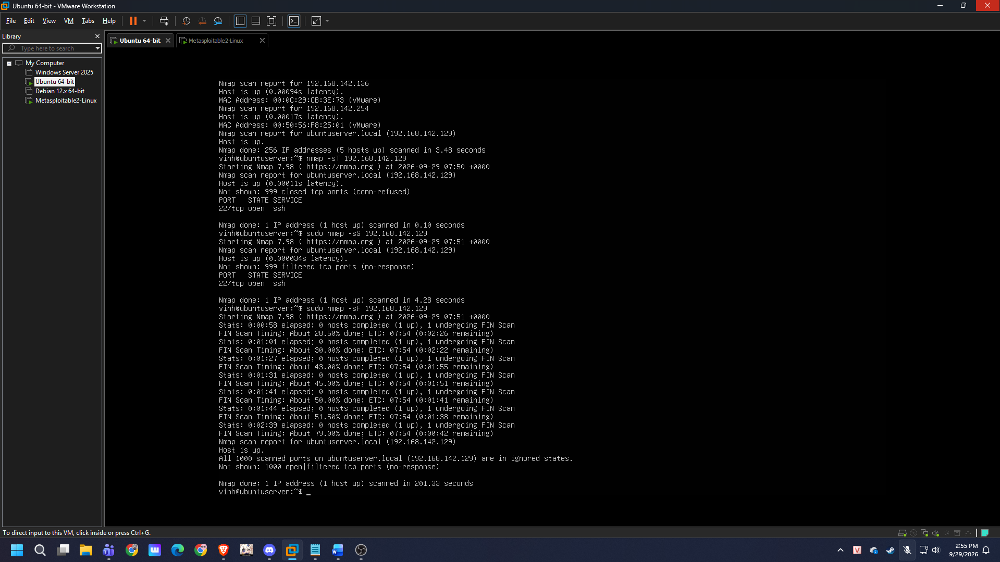 Ubuntu 64-bit - VMware Workstation
File Edit View VM Tabs Help
Library
Type here to search
My Computer
Windows Server 2025
Ubuntu 64-bit
Debian 12.x 64-bit
Metasploitable2-Linux
Ubuntu 64-bit
Metasploitable2-Linux
Nmap scan report for 192.168.142.136
Host is up (0.00094s latency).
MAC Address: 00:0C:29:CB:3E:73 (VMware)
Nmap scan report for 192.168.142.254
Host is up (0.00017s latency).
MAC Address: 00:50:56:F8:25:01 (VMware)
Nmap scan report for ubuntuserver.local (192.168.142.129)
Host is up.
Nmap done: 256 IP addresses (5 hosts up) scanned in 3.48 seconds
vinh@ubuntuserver:~$ nmap -sT 192.168.142.129
Starting Nmap 7.98 ( https://nmap.org ) at 2026-09-29 07:50 +0000
Nmap scan report for ubuntuserver.local (192.168.142.129)
Host is up (0.00011s latency).
Not shown: 999 closed tcp ports (conn-refused)
PORT   STATE SERVICE
22/tcp open  ssh
Nmap done: 1 IP address (1 host up) scanned in 0.10 seconds
vinh@ubuntuserver:~$ sudo nmap -sS 192.168.142.129
Starting Nmap 7.98 ( https://nmap.org ) at 2026-09-29 07:51 +0000
Nmap scan report for ubuntuserver.local (192.168.142.129)
Host is up (0.000034s latency).
Not shown: 999 filtered tcp ports (no-response)
PORT   STATE SERVICE
22/tcp open  ssh
Nmap done: 1 IP address (1 host up) scanned in 4.28 seconds
vinh@ubuntuserver:~$ sudo nmap -sF 192.168.142.129
Starting Nmap 7.98 ( https://nmap.org ) at 2026-09-29 07:51 +0000
Stats: 0:00:58 elapsed; 0 hosts completed (1 up), 1 undergoing FIN Scan
FIN Scan Timing: About 28.50% done; ETC: 07:54 (0:02:26 remaining)
Stats: 0:01:01 elapsed; 0 hosts completed (1 up), 1 undergoing FIN Scan
FIN Scan Timing: About 30.00% done; ETC: 07:54 (0:02:22 remaining)
Stats: 0:01:27 elapsed; 0 hosts completed (1 up), 1 undergoing FIN Scan
FIN Scan Timing: About 43.00% done; ETC: 07:54 (0:01:55 remaining)
Stats: 0:01:31 elapsed; 0 hosts completed (1 up), 1 undergoing FIN Scan
FIN Scan Timing: About 45.00% done; ETC: 07:54 (0:01:51 remaining)
Stats: 0:01:41 elapsed; 0 hosts completed (1 up), 1 undergoing FIN Scan
FIN Scan Timing: About 50.00% done; ETC: 07:54 (0:01:41 remaining)
Stats: 0:01:44 elapsed; 0 hosts completed (1 up), 1 undergoing FIN Scan
FIN Scan Timing: About 51.50% done; ETC: 07:54 (0:01:38 remaining)
Stats: 0:02:39 elapsed; 0 hosts completed (1 up), 1 undergoing FIN Scan
FIN Scan Timing: About 79.00% done; ETC: 07:54 (0:00:42 remaining)
Nmap scan report for ubuntuserver.local (192.168.142.129)
Host is up.
All 1000 scanned ports on ubuntuserver.local (192.168.142.129) are in ignored states.
Not shown: 1000 open|filtered tcp ports (no-response)
Nmap done: 1 IP address (1 host up) scanned in 201.33 seconds
vinh@ubuntuserver:~$ _
To direct input to this VM, click inside or press Ctrl+G.
2:55 PM
9/29/2026